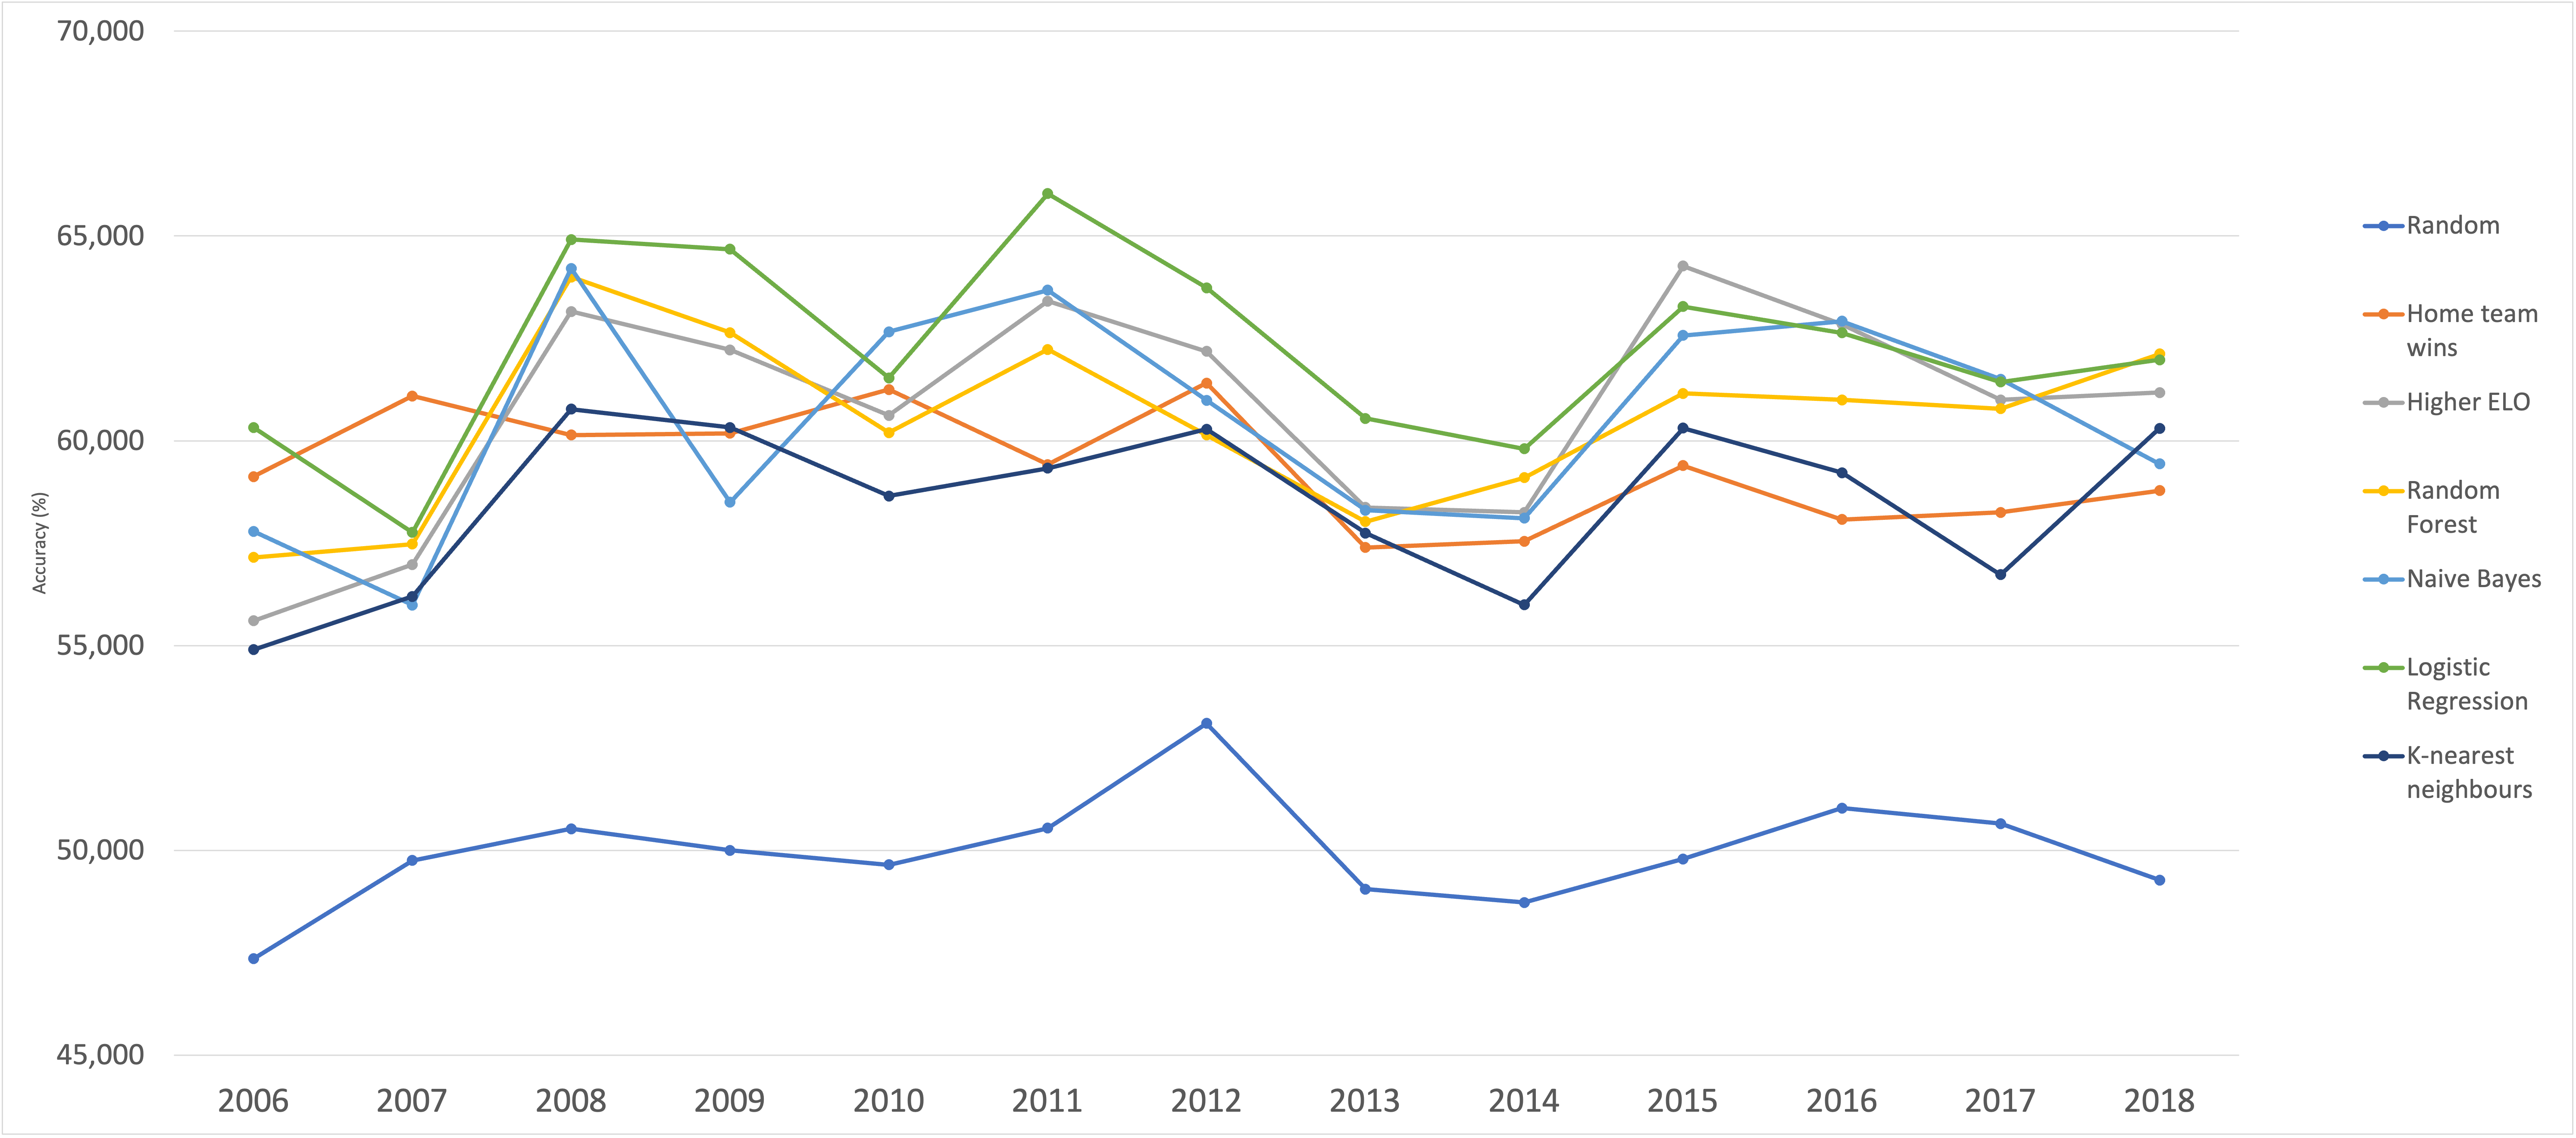 70,000
65,000
60,000
55,000
50,000
45,000
Accuracy (%)
2006 2007 2008 2009 2010 2011 2012 2013 2014 2015 2016 2017 2018
Random
Home team
wins
Higher ELO
Random
Forest
Naive Bayes
Logistic
Regression
K-nearest
neighbours